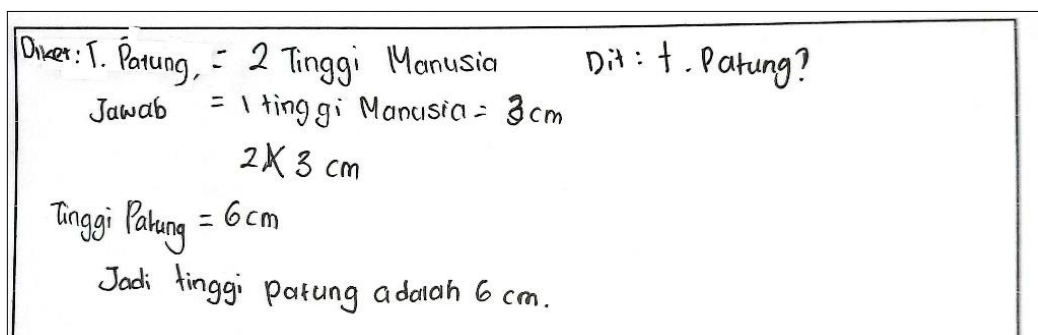 Diket: T. Patung, = 2 Tinggi Manusia Dit : t. Patung?
Jawab = 1 tinggi Manusia = 3 cm
2 X 3 cm
Tinggi Patung = 6 cm
Jadi tinggi patung adalah 6 cm.